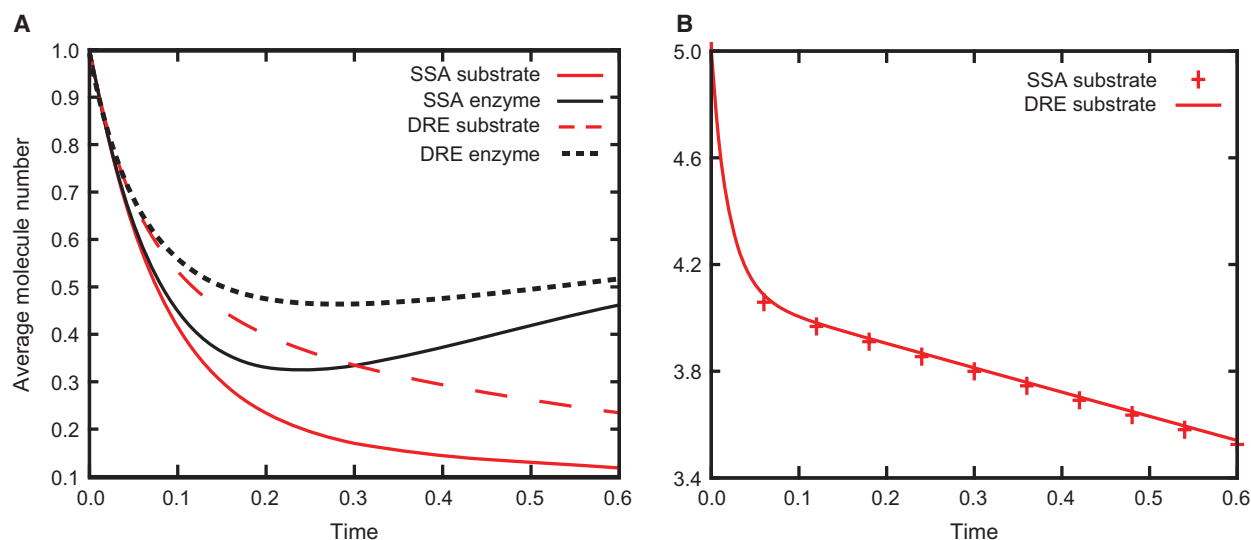 A
Average molecule number
1.0
0.9
0.8
0.7
0.6
0.5
0.4
0.3
0.2
0.1
SSA substrate
SSA enzyme
DRE substrate
DRE enzyme
0.0 0.1 0.2 0.3 0.4 0.5 0.6
Time
B
5.0
4.6
4.2
3.8
3.4
SSA substrate
DRE substrate
0.0 0.1 0.2 0.3 0.4 0.5 0.6
Time